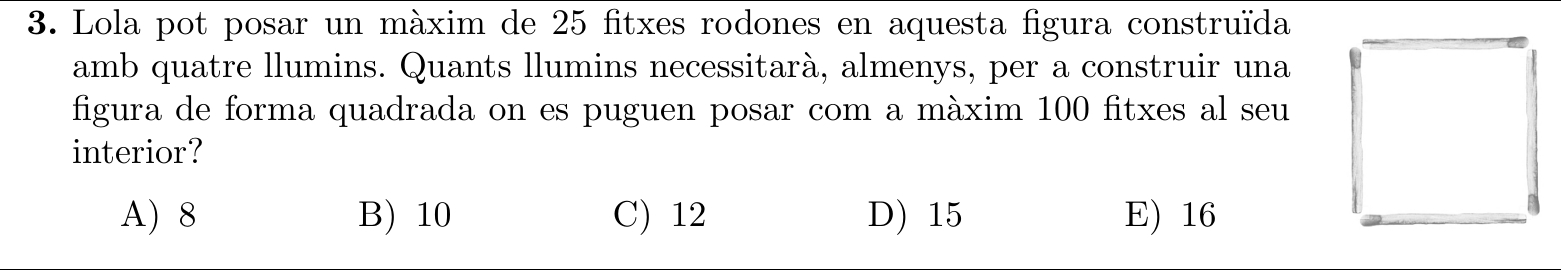 3. Lola pot posar un màxim de 25 fitxes rodones en aquesta figura construïda
amb quatre llumins. Quants llumins necessitarà, almenys, per a construir una
figura de forma quadrada on es puguen posar com a màxim 100 fitxes al seu
interior?
A) 8 B) 10 C) 12 D) 15 E) 16